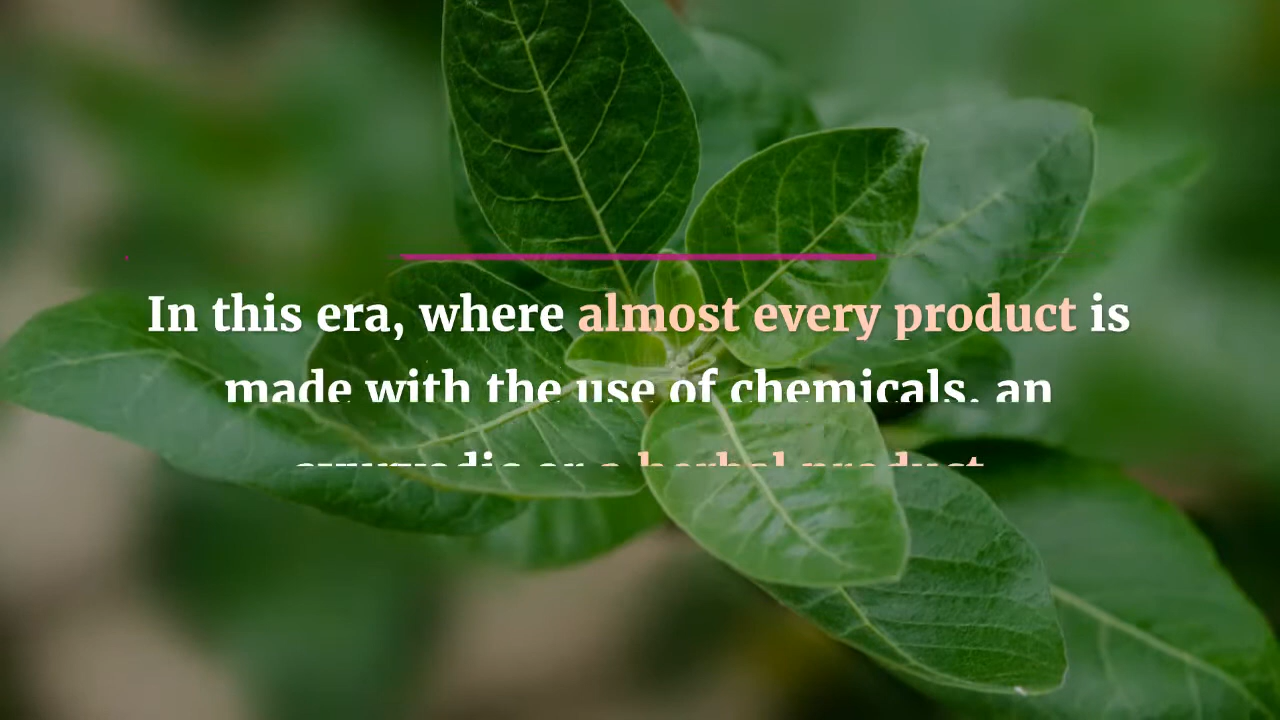 In this era, where almost every product is
made with the use of chemicals, an
ayurvedic or a herbal product